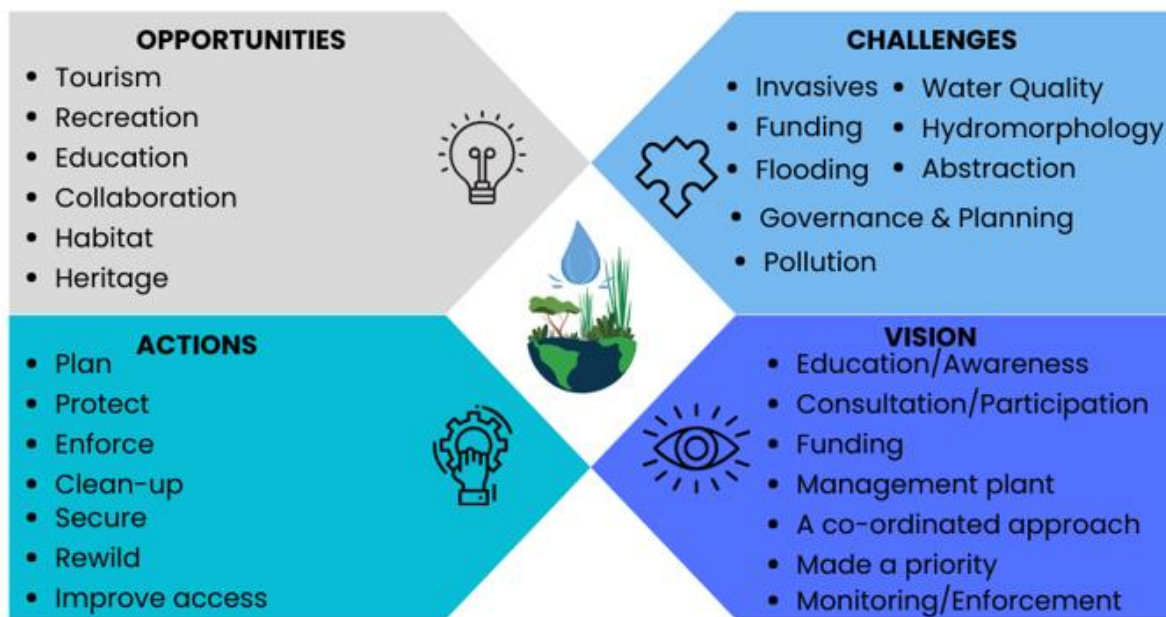 OPPORTUNITIES
• Tourism
• Recreation
• Education
• Collaboration
• Habitat
• Heritage
CHALLENGES
• Invasives • Water Quality
• Funding • Hydromorphology
• Flooding • Abstraction
• Governance & Planning
• Pollution
ACTIONS
• Plan
• Protect
• Enforce
• Clean-up
• Secure
• Rewild
• Improve access
VISION
• Education/Awareness
• Consultation/Participation
• Funding
• Management plant
• A co-ordinated approach
• Made a priority
• Monitoring/Enforcement